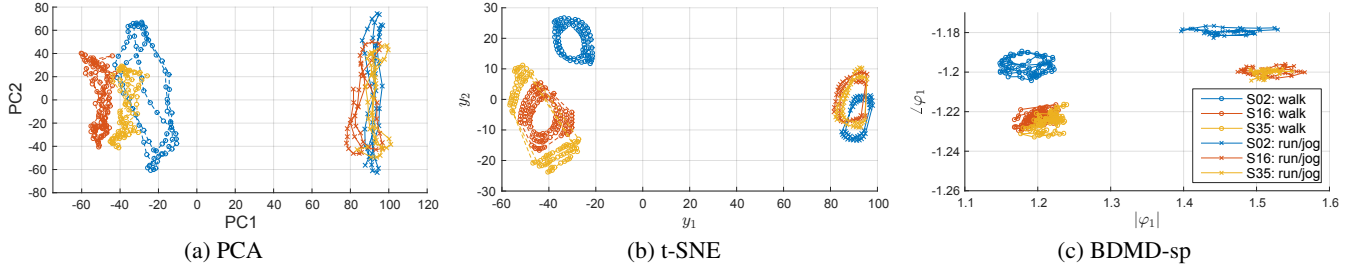 80
60
40
20
0
-20
-40
-60
-80
PC2
-60 -40 -20 0 20 40 60 80 100 120
PC1
(a) PCA
30
20
10
0
-10
-20
-30
y2
-60 -40 -20 0 20 40 60 80 100
y1
(b) t-SNE
-1.18
-1.2
-1.22
-1.24
-1.26
∠φ1
S02: walk
S16: walk
S35: walk
S02: run/jog
S16: run/jog
S35: run/jog
1.1 1.2 1.3 1.4 1.5 1.6
|φ1|
(c) BDMD-sp